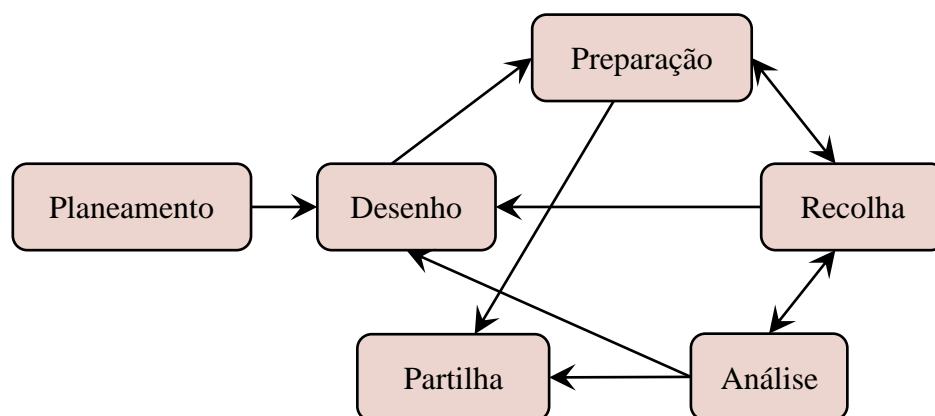 Preparação
Planeamento
Desenho
Recolha
Partilha
Análise